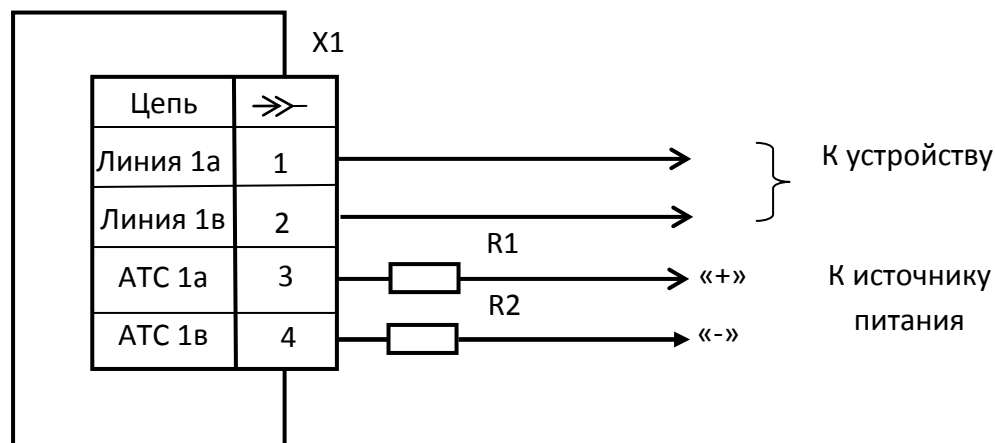 X1
Цепь
Линия 1а 1
К устройству
Линия 1в 2
R1
АТС 1а 3 «+» К источнику
R2
питания
АТС 1в 4 «-»